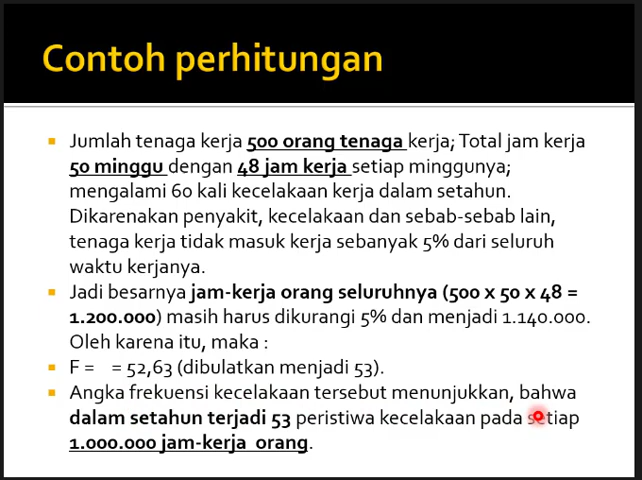 Contoh perhitungan
Jumlah tenaga kerja 500 orang tenaga kerja; Total jam kerja
50 minggu dengan 48 jam kerja setiap minggunya;
mengalami 60 kali kecelakaan kerja dalam setahun.
Dikarenakan penyakit, kecelakaan dan sebab-sebab lain,
tenaga kerja tidak masuk kerja sebanyak 5% dari seluruh
waktu kerjanya.
Jadi besarnya jam-kerja orang seluruhnya (500 x 50 x 48 =
1.200.000) masih harus dikurangi 5% dan menjadi 1.140.000.
Oleh karena itu, maka :
F = = 52,63 (dibulatkan menjadi 53).
Angka frekuensi kecelakaan tersebut menunjukkan, bahwa
dalam setahun terjadi 53 peristiwa kecelakaan pada setiap
1.000.000 jam-kerja orang.